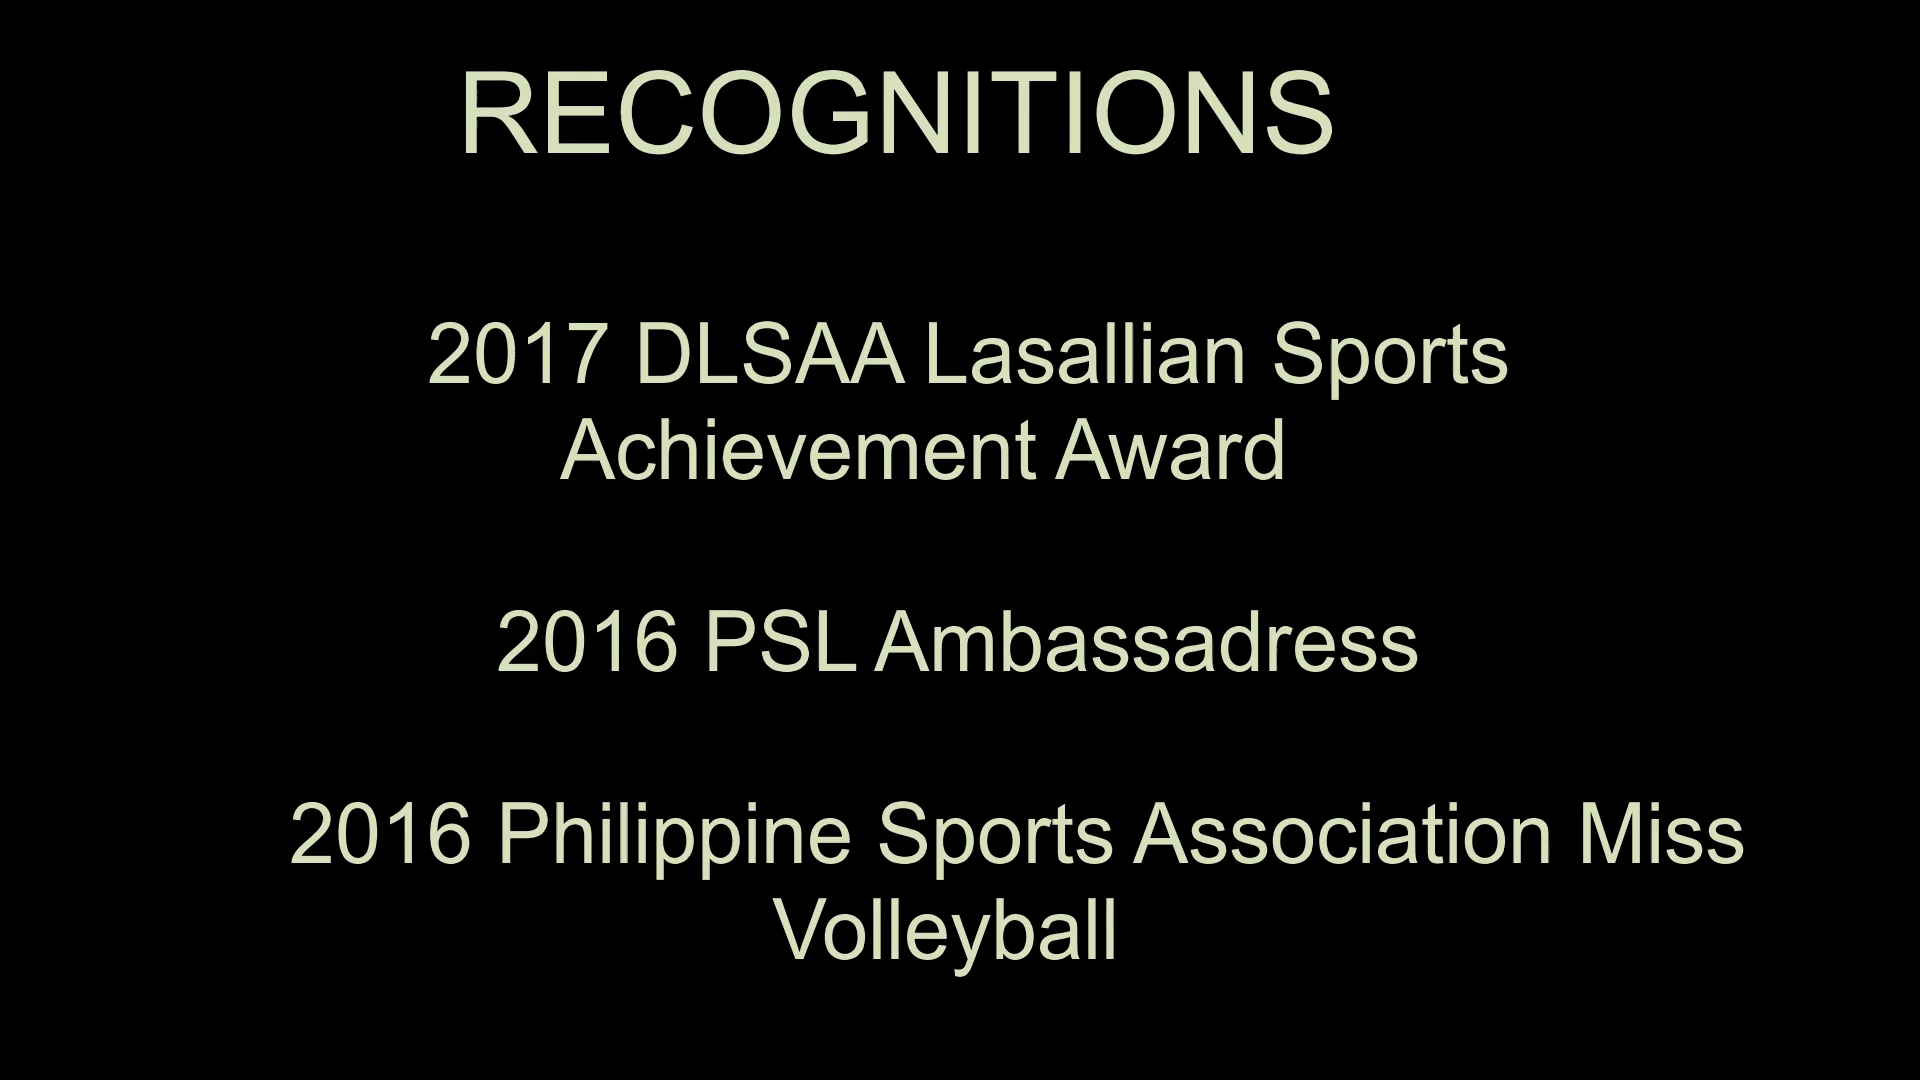 RECOGNITIONS
2017 DLSAA Lasallian Sports
Achievement Award
2016 PSL Ambassadress
2016 Philippine Sports Association Miss
Volleyball